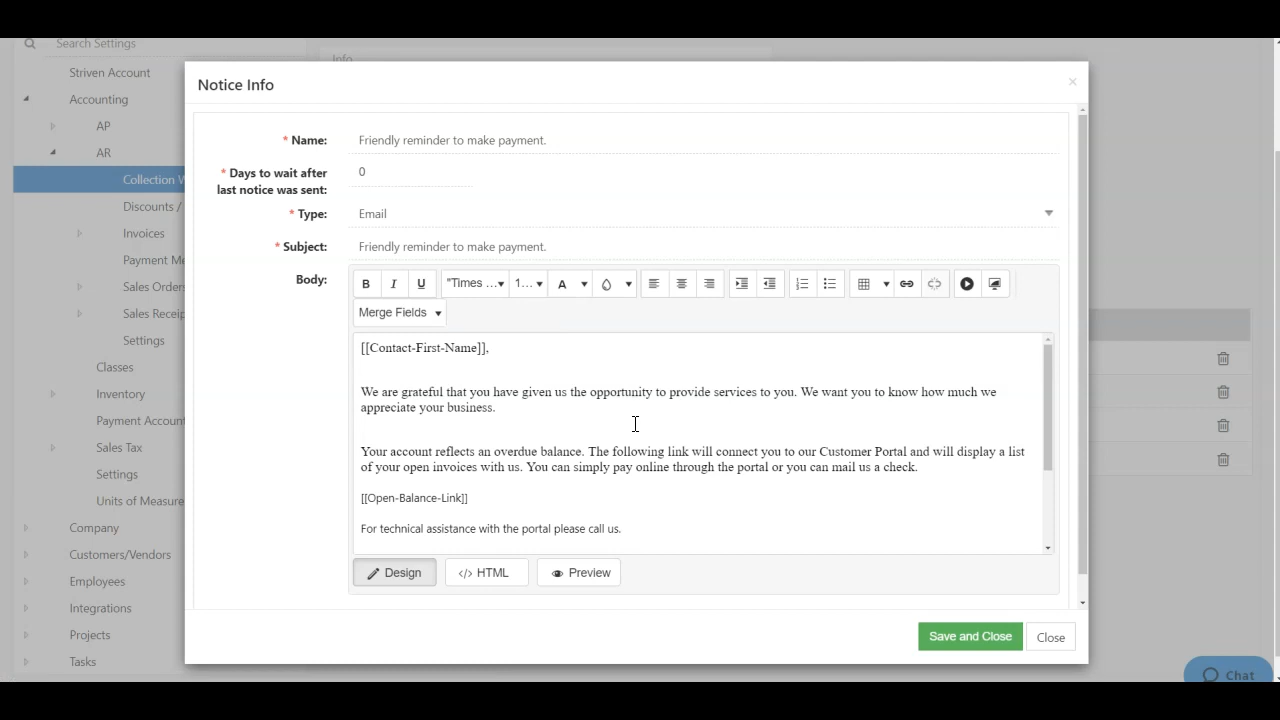 Search Settings
Info
Striven Account
Accounting
AP
AR
Collection W
Discounts /
Invoices
Payment Me
Sales Orders
Sales Receip
Settings
Classes
Inventory
Payment Account
Sales Tax
Settings
Units of Measure
Company
Customers/Vendors
Employees
Integrations
Projects
Tasks
Notice Info
×
* Name: Friendly reminder to make payment.
* Days to wait after
last notice was sent: 0
* Type: Email
* Subject: Friendly reminder to make payment.
Body:
B I U "Times ... 1... A
Merge Fields
[[Contact-First-Name]],
We are grateful that you have given us the opportunity to provide services to you. We want you to know how much we
appreciate your business.
Your account reflects an overdue balance. The following link will connect you to our Customer Portal and will display a list
of your open invoices with us. You can simply pay online through the portal or you can mail us a check.
[[Open-Balance-Link]]
For technical assistance with the portal please call us.
Design </> HTML Preview
Save and Close Close
Chat